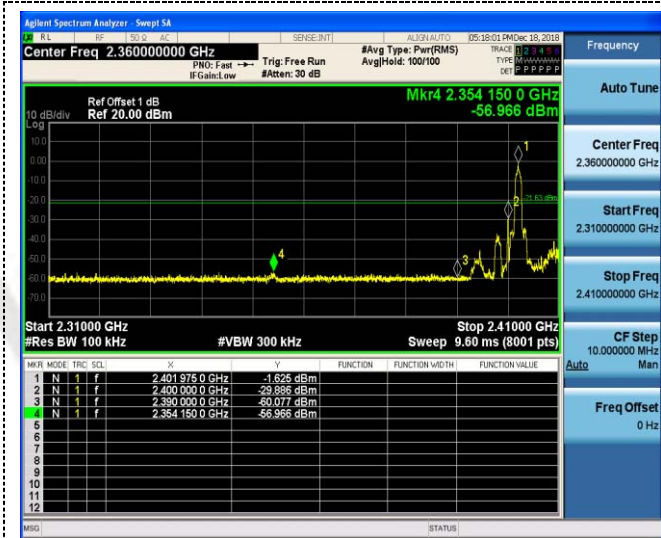 Agilent Spectrum Analyzer - Swept SA
RL RF 50 Ω AC SENSE:INT ALIGN AUTO 05:18:01 PM Dec 18, 2018
Center Freq 2.360000000 GHz
PNO: Fast
IFGain:Low
Trig: Free Run
#Atten: 30 dB
#Avg Type: Pwr(RMS)
Avg|Hold: 100/100
TRACE 1 2 3 4 5 6
TYPE M W W W W W
DET P P P P P P
Frequency
Auto Tune
Center Freq
2.360000000 GHz
Start Freq
2.310000000 GHz
Stop Freq
2.410000000 GHz
CF Step
10.000000 MHz
Auto Man
Freq Offset
0 Hz
Mkr4 2.354 150 0 GHz
-56.966 dBm
Ref Offset 1 dB
10 dB/div Ref 20.00 dBm
Log
10.0
0.00
-10.0
-20.0
-30.0
-40.0
-50.0
-60.0
-70.0
1
2
-21.63 dBm
3
4
Start 2.31000 GHz Stop 2.41000 GHz
#Res BW 100 kHz #VBW 300 kHz Sweep 9.60 ms (8001 pts)
MKR MODE TRC SCL X Y FUNCTION FUNCTION WIDTH FUNCTION VALUE
1 N 1 f 2.401 975 0 GHz -1.625 dBm
2 N 1 f 2.400 000 0 GHz -29.886 dBm
3 N 1 f 2.390 000 0 GHz -60.077 dBm
4 N 1 f 2.354 150 0 GHz -56.966 dBm
5
6
7
8
9
10
11
12
MSG STATUS